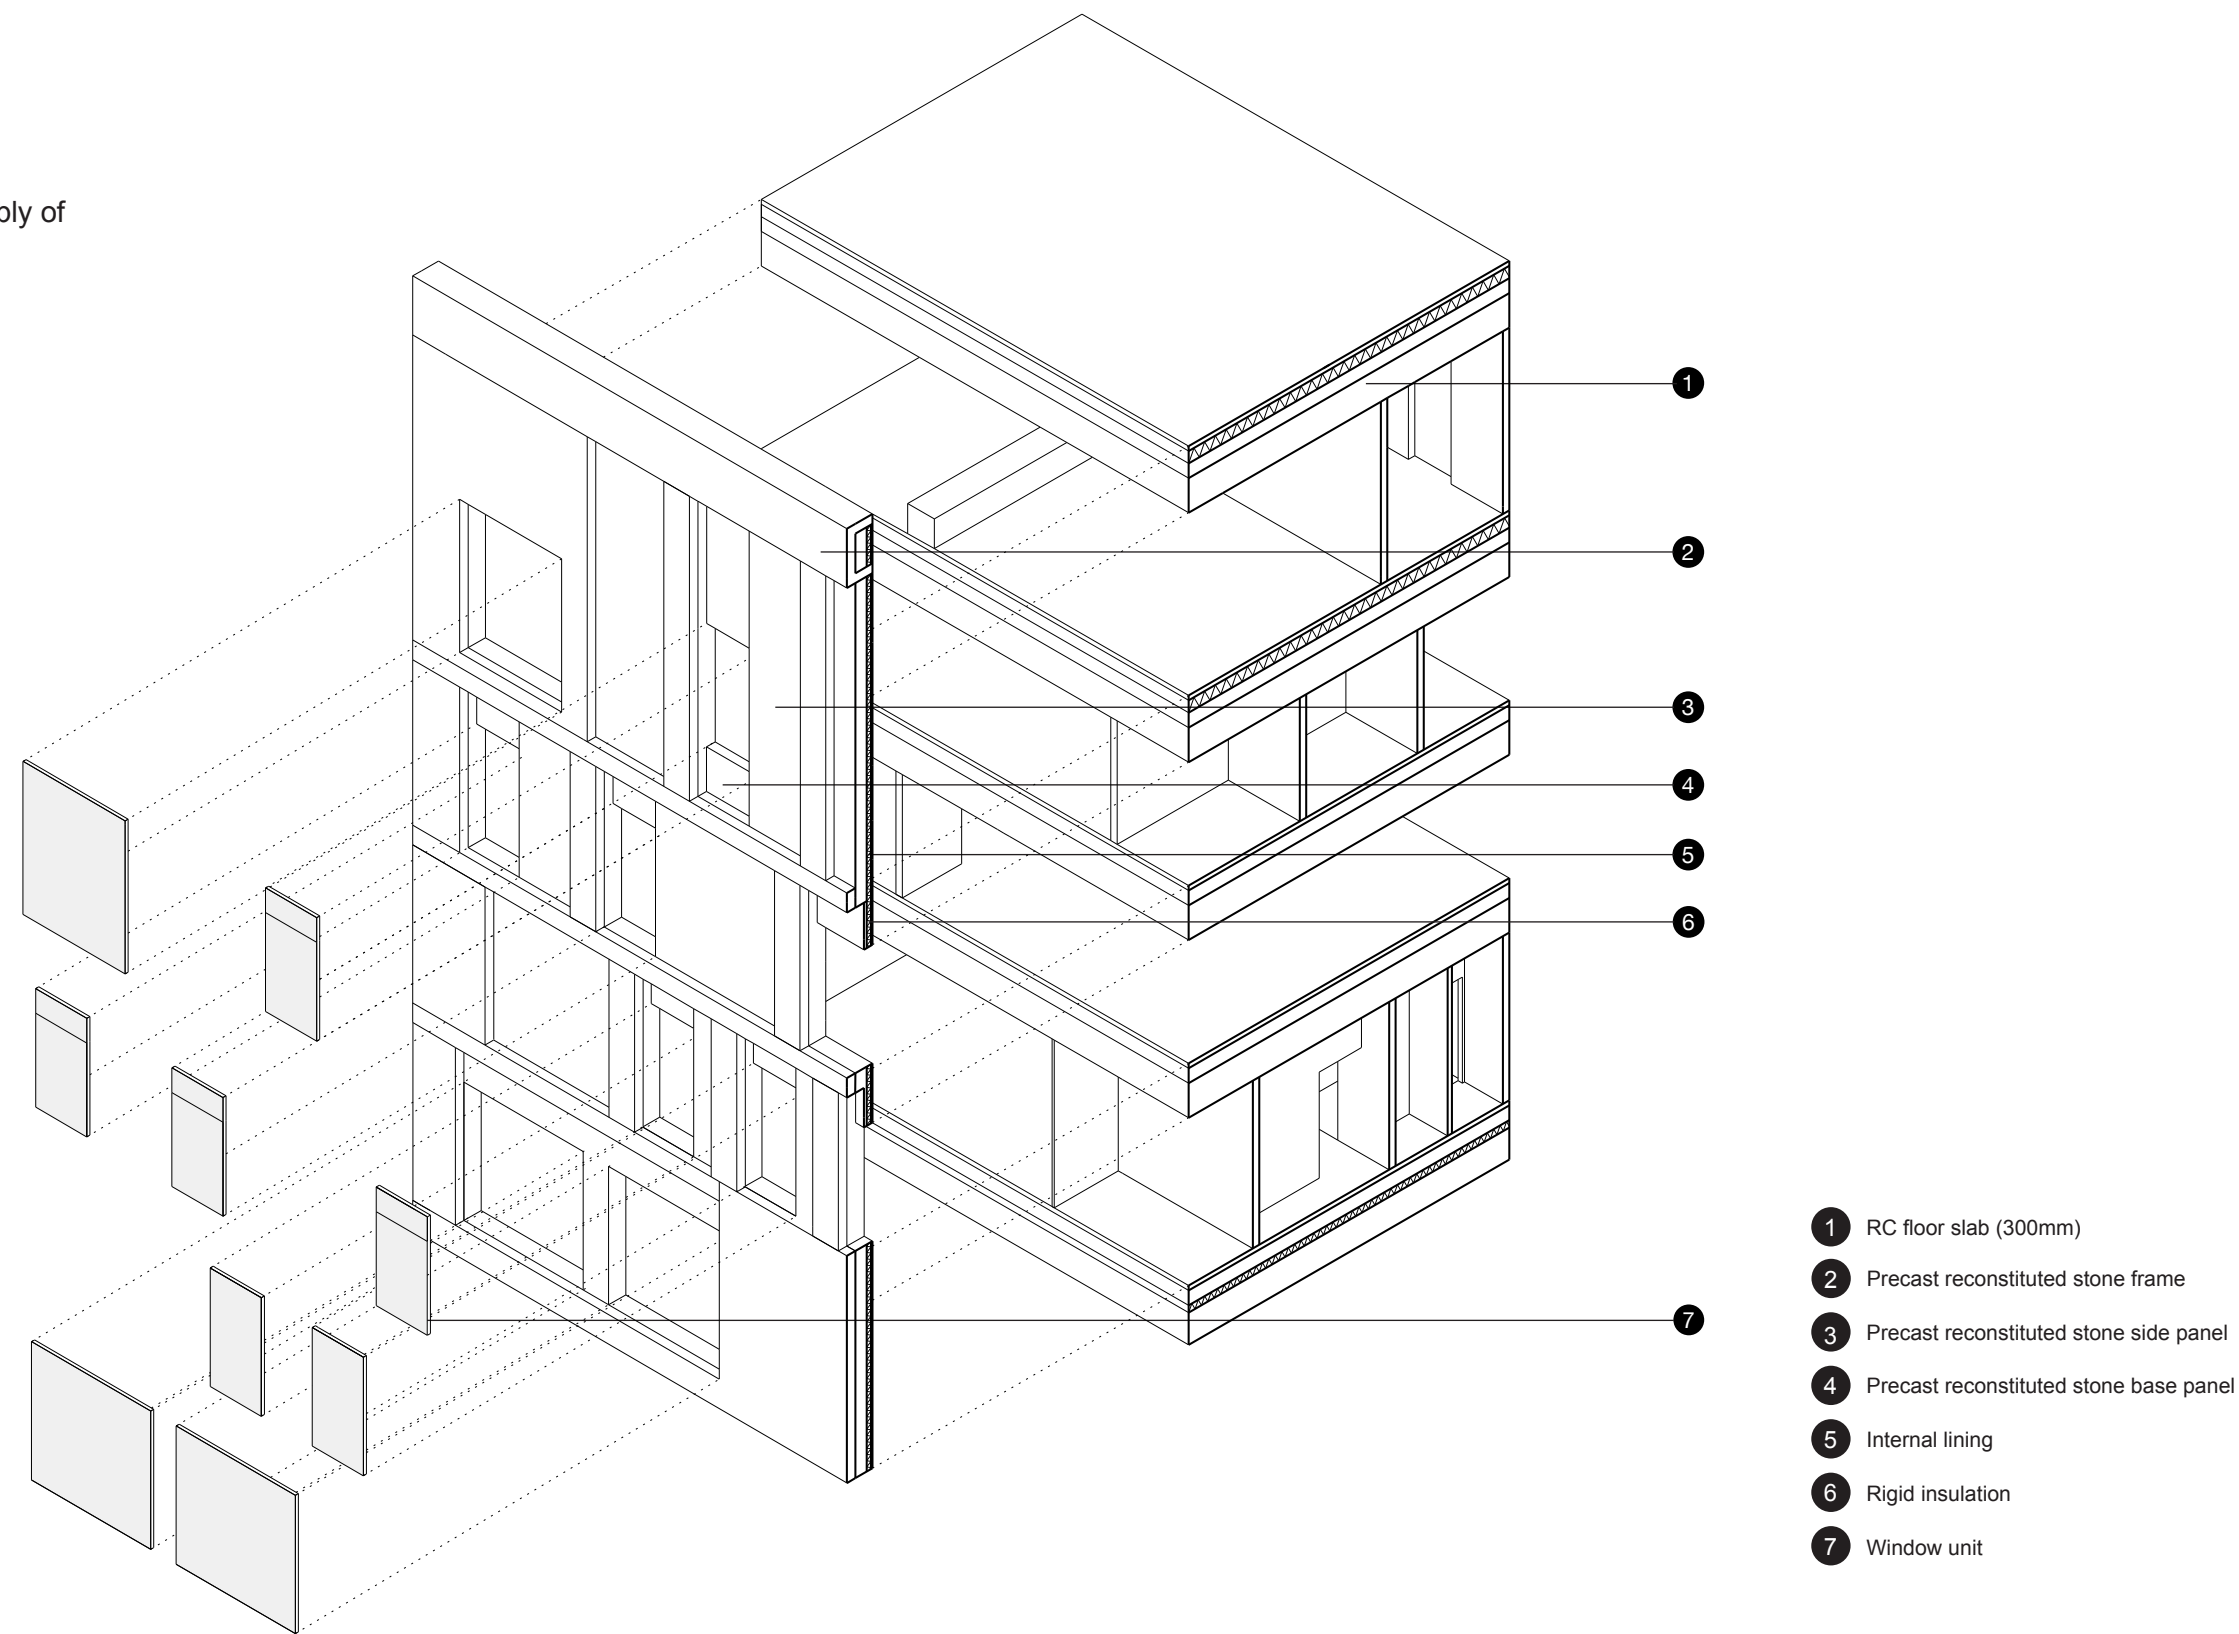 ly of
1
2
3
4
5
6
7
1 RC floor slab (300mm)
2 Precast reconstituted stone frame
3 Precast reconstituted stone side panel
4 Precast reconstituted stone base panel
5 Internal lining
6 Rigid insulation
7 Window unit